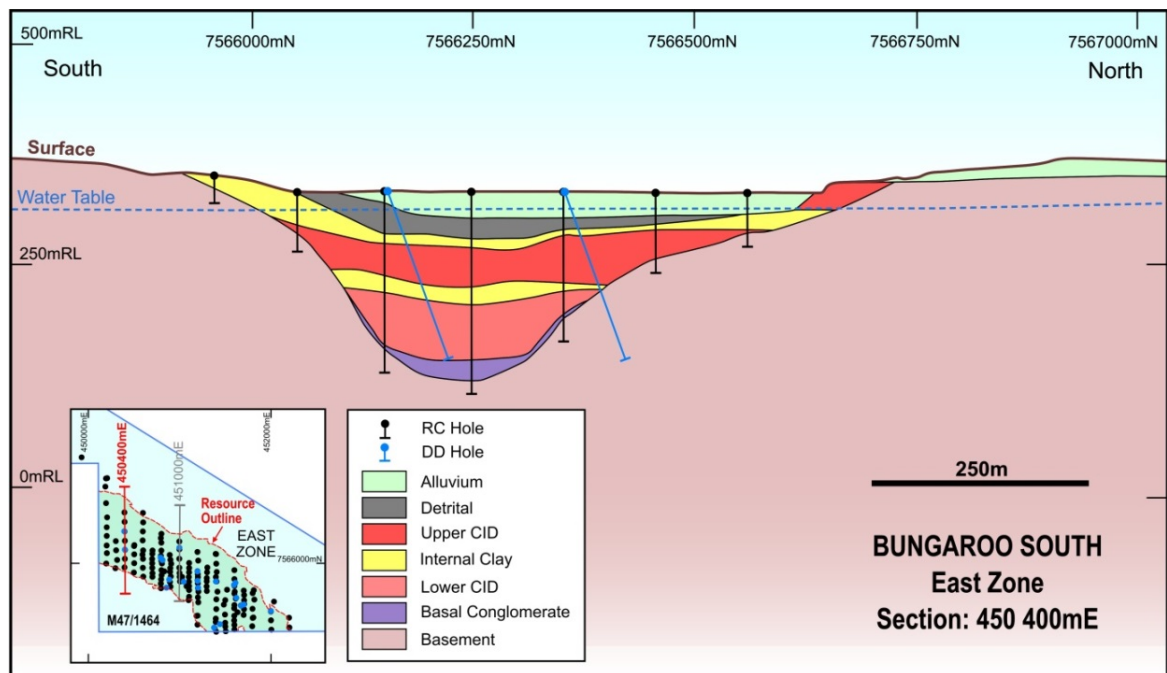 500mRL
7566000mN
7566250mN
7566500mN
7566750mN
7567000mN
South
North
Surface
Water Table
250mRL
0mRL
450000mE
450400mE
451000mE
452000mE
Resource
Outline
EAST
ZONE
7566000mN
M47/1464
RC Hole
DD Hole
Alluvium
Detrital
Upper CID
Internal Clay
Lower CID
Basal Conglomerate
Basement
250m
BUNGAROO SOUTH
East Zone
Section: 450 400mE